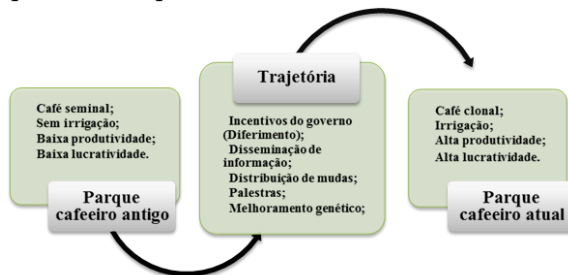 Café seminal;
Sem irrigação;
Baixa produtividade;
Baixa lucratividade.
Parque
cafeeiro antigo
Trajetória
Incentivos do governo
(Diferimento);
Disseminação de
informação;
Distribuição de mudas;
Palestras;
Melhoramento genético;
Café clonal;
Irrigação;
Alta produtividade;
Alta lucratividade.
Parque
cafeeiro atual